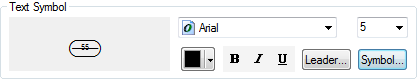 Text Symbol
55
Arial
5
B I U Leader... Symbol...